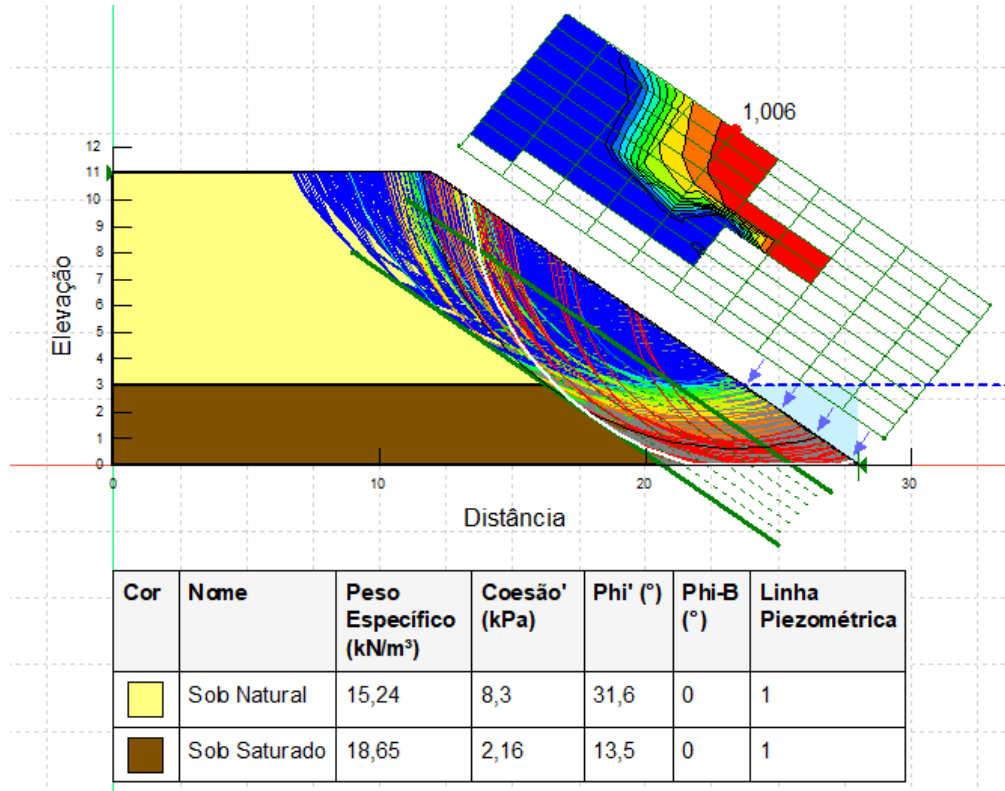 1,006
12
11
10
9
8
7
6
5
4
3
2
1
0
Elevação
0 10 20 30
Distância
Cor Nome Peso Específico (kN/m³) Coesão' (kPa) Phi' (°) Phi-B (°) Linha Piezométrica
Sob Natural 15,24 8,3 31,6 0 1
Sob Saturado 18,65 2,16 13,5 0 1